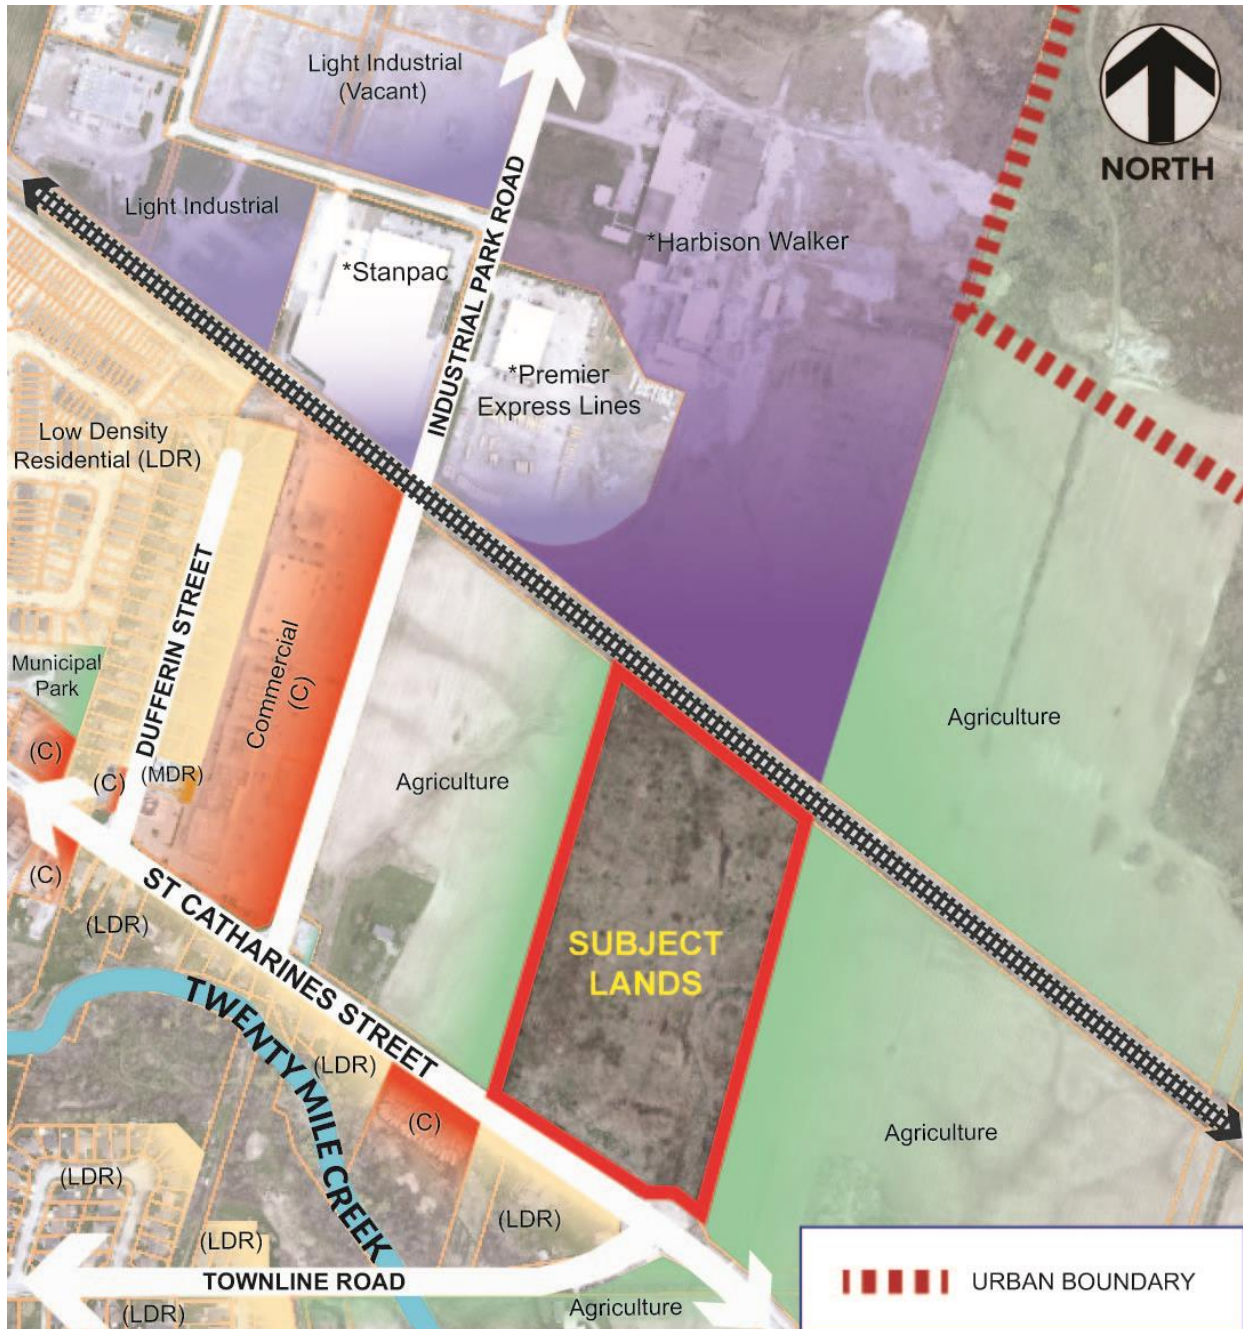 Light Industrial
(Vacant)
NORTH
Light Industrial
*Stanpac
INDUSTRIAL PARK ROAD
*Harbison Walker
*Premier
Express Lines
Low Density
Residential (LDR)
DUFFERIN STREET
Municipal
Park
Commercial
(C)
Agriculture
Agriculture
(C)
(C)
(MDR)
(C)
(LDR)
ST CATHARINES STREET
SUBJECT
LANDS
TWENTY MILE CREEK
(LDR)
(C)
Agriculture
(LDR)
(LDR)
(LDR)
TOWNLINE ROAD
(LDR)
Agriculture
URBAN BOUNDARY